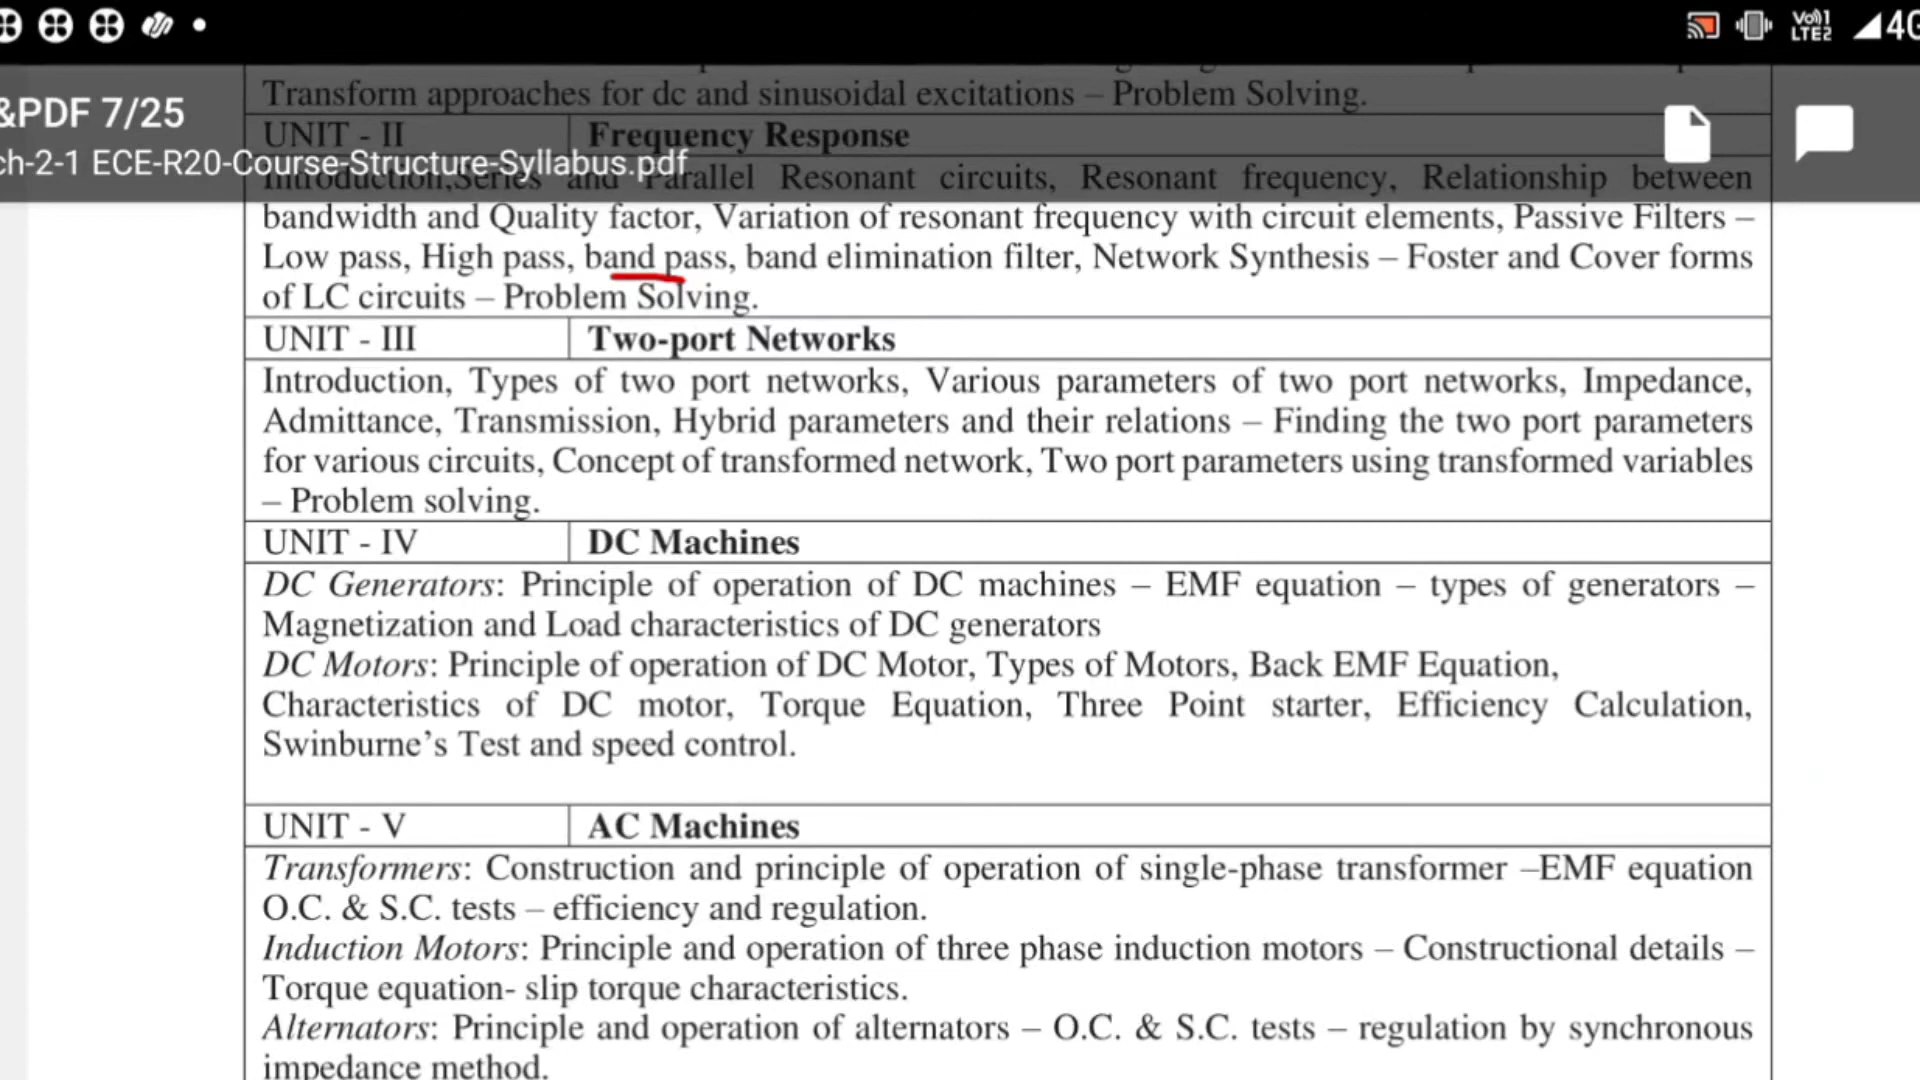 Vo)) 1
LTE2
4G
Transform approaches for dc and sinusoidal excitations – Problem Solving.
&PDF 7/25
UNIT - II Frequency Response
ch-2-1 ECE-R20-Course-Structure-Syllabus.pdf
Introduction,Series and Parallel Resonant circuits, Resonant frequency, Relationship between
bandwidth and Quality factor, Variation of resonant frequency with circuit elements, Passive Filters –
Low pass, High pass, band pass, band elimination filter, Network Synthesis – Foster and Cover forms
of LC circuits – Problem Solving.
UNIT - III Two-port Networks
Introduction, Types of two port networks, Various parameters of two port networks, Impedance,
Admittance, Transmission, Hybrid parameters and their relations – Finding the two port parameters
for various circuits, Concept of transformed network, Two port parameters using transformed variables
– Problem solving.
UNIT - IV DC Machines
DC Generators: Principle of operation of DC machines – EMF equation – types of generators –
Magnetization and Load characteristics of DC generators
DC Motors: Principle of operation of DC Motor, Types of Motors, Back EMF Equation,
Characteristics of DC motor, Torque Equation, Three Point starter, Efficiency Calculation,
Swinburne's Test and speed control.
UNIT - V AC Machines
Transformers: Construction and principle of operation of single-phase transformer –EMF equation
O.C. & S.C. tests – efficiency and regulation.
Induction Motors: Principle and operation of three phase induction motors – Constructional details –
Torque equation- slip torque characteristics.
Alternators: Principle and operation of alternators – O.C. & S.C. tests – regulation by synchronous
impedance method.